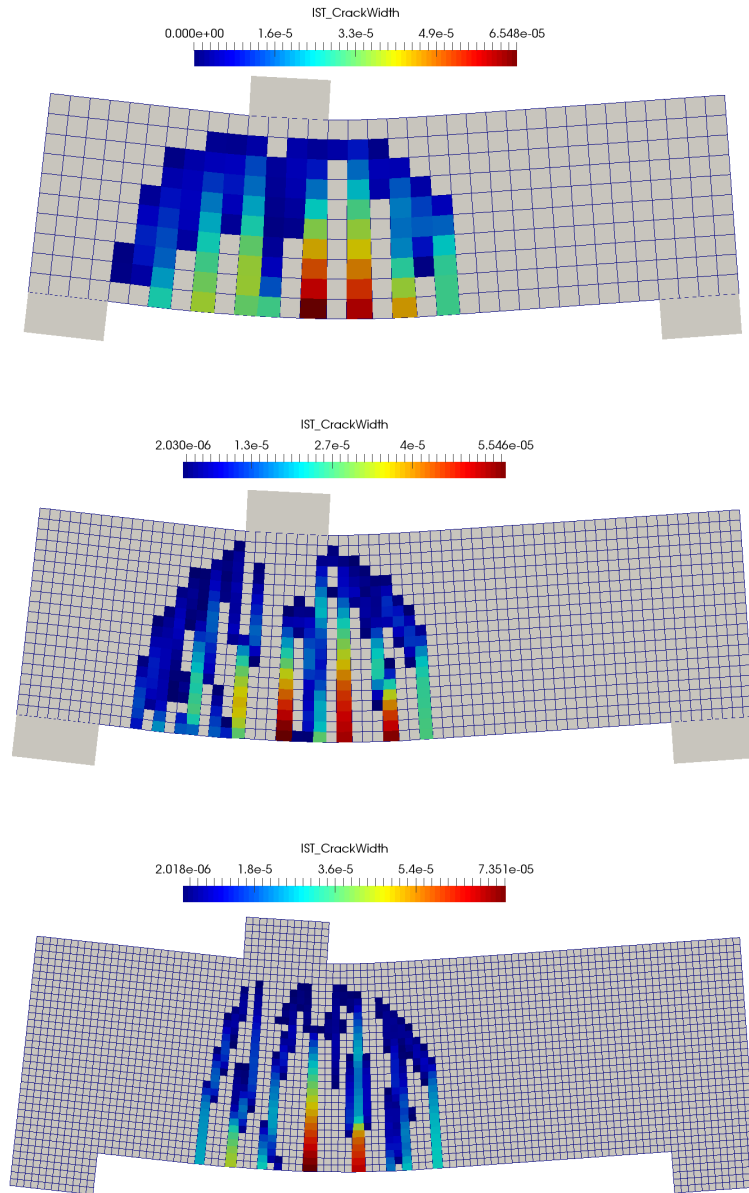 IST_CrackWidth
0.000e+00 1.6e-5 3.3e-5 4.9e-5 6.548e-05
IST_CrackWidth
2.030e-06 1.3e-5 2.7e-5 4e-5 5.546e-05
IST_CrackWidth
2.018e-06 1.8e-5 3.6e-5 5.4e-5 7.351e-05